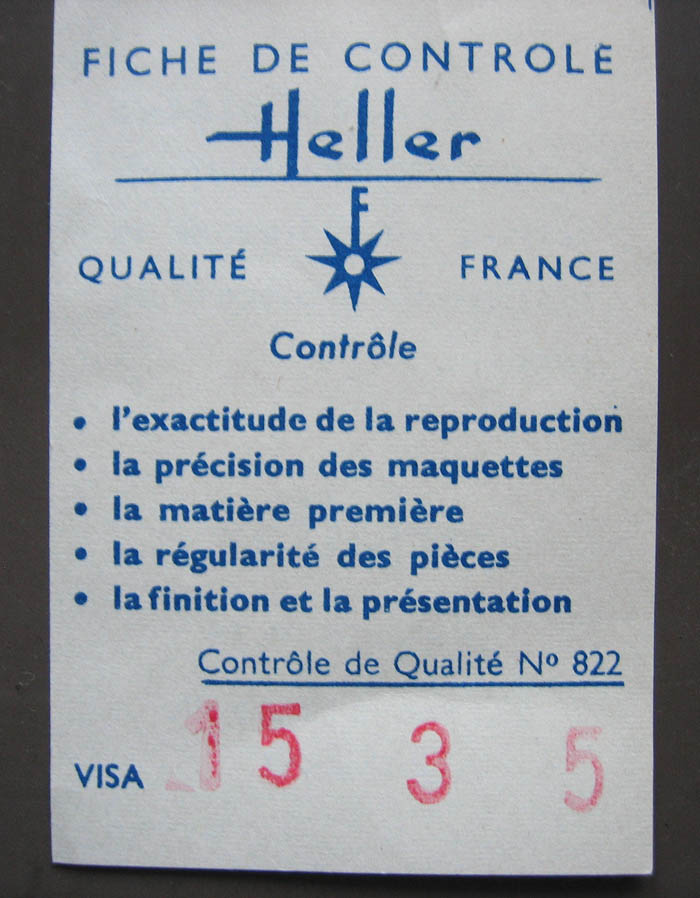 FICHE DE CONTROLE
Heller
F
QUALITÉ FRANCE
Contrôle
• l'exactitude de la reproduction
• la précision des maquettes
• la matière première
• la régularité des pièces
• la finition et la présentation
Contrôle de Qualité Nº 822
VISA 15 3 5